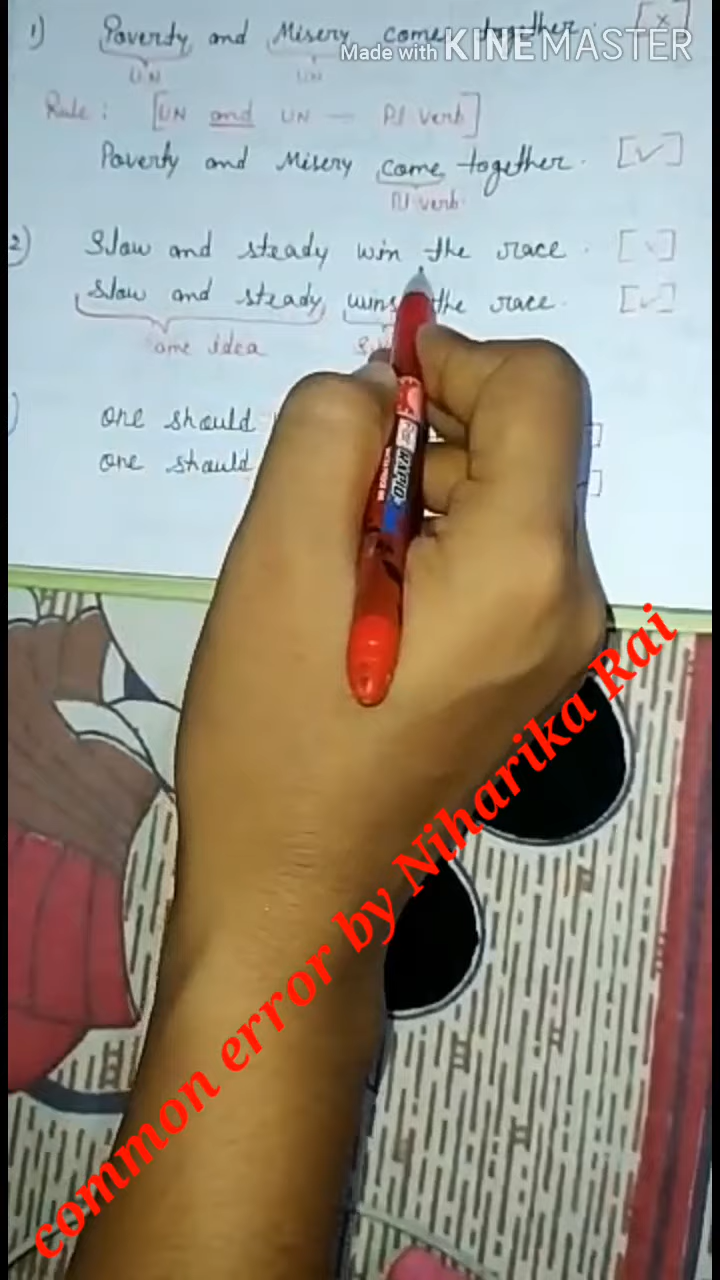 1) Poverty and Misery come together. [x]
Made with KINEMASTER
UN UN
Rule: [UN and UN — Pl verb]
Poverty and Misery come together. [✓]
Pl verb
2) Slow and steady win the race.
Slow and steady wins the race. [✓]
one idea
one should
one should
RAPID
common error by Niharika Rai